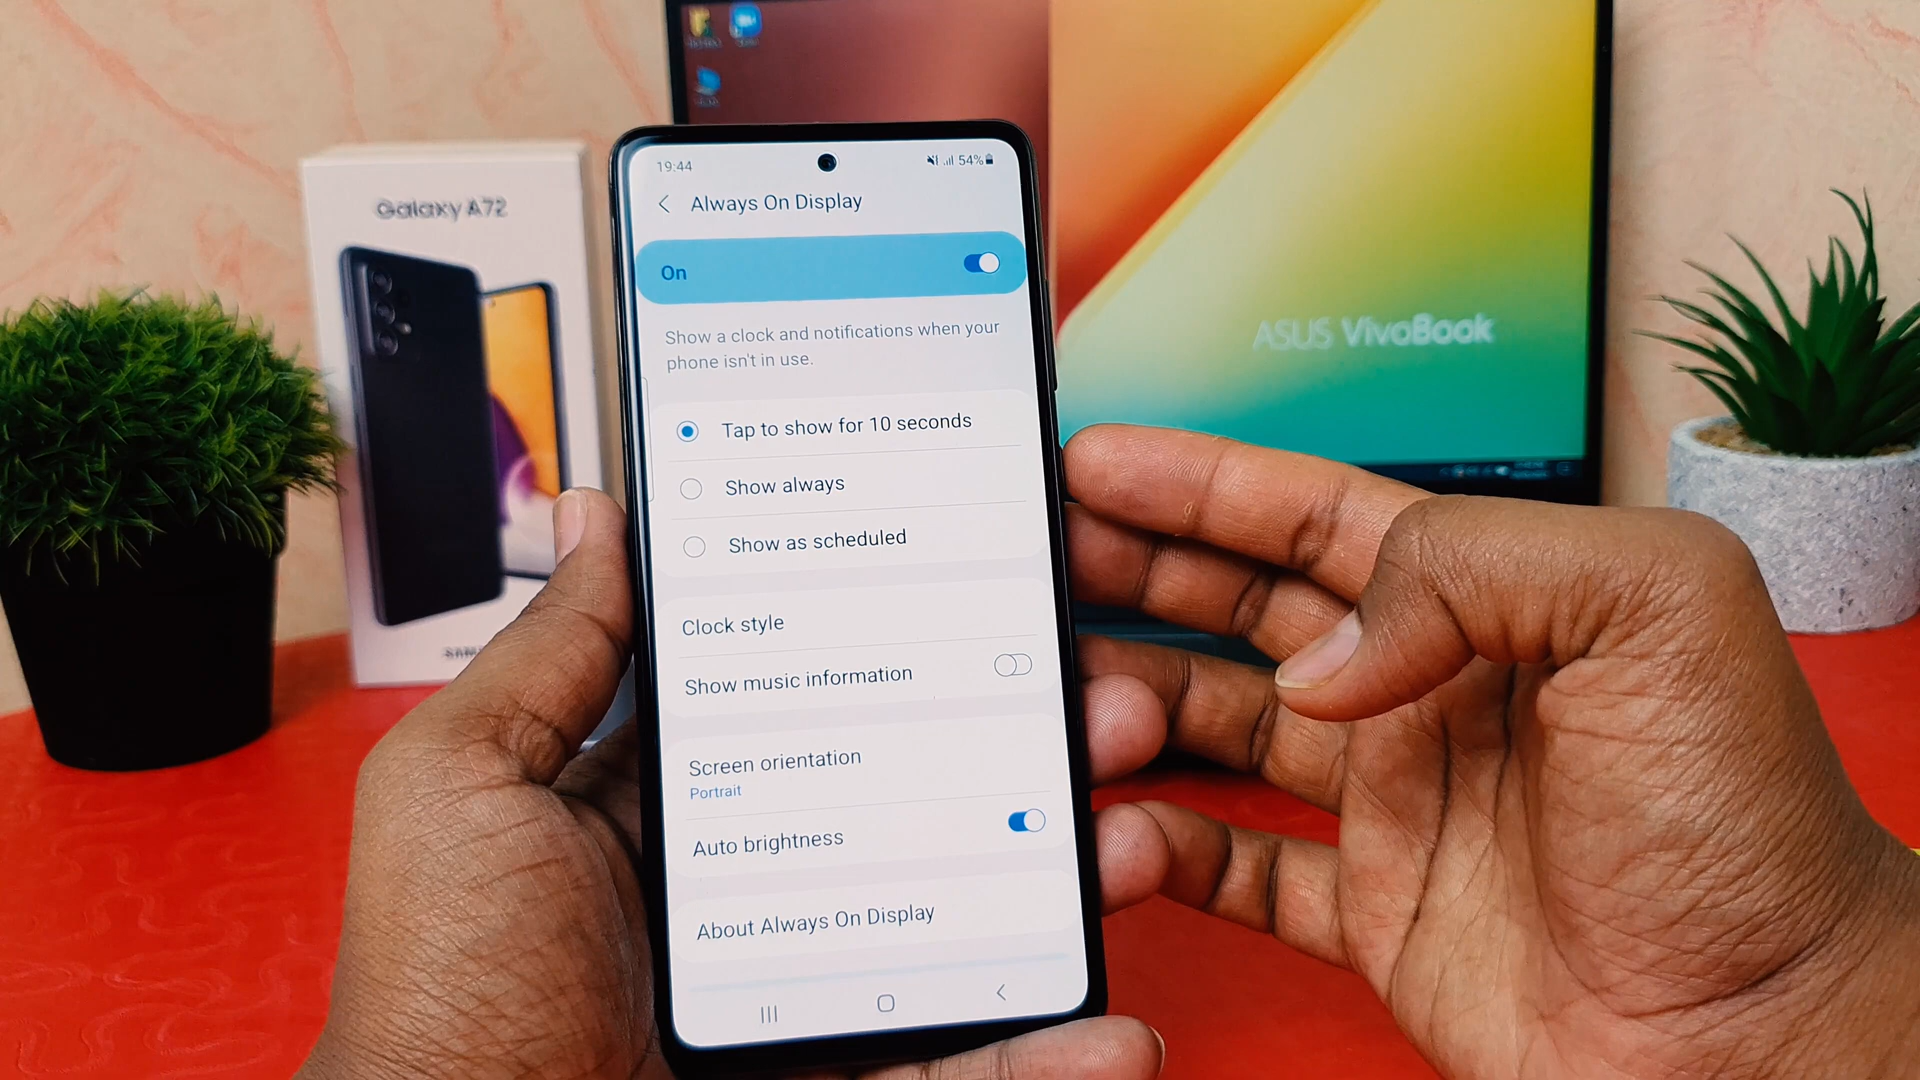 Galaxy A72
19:44
54%
Always On Display
On
Show a clock and notifications when your
phone isn't in use.
Tap to show for 10 seconds
Show always
Show as scheduled
Clock style
Show music information
Screen orientation
Portrait
Auto brightness
About Always On Display
ASUS VivoBook